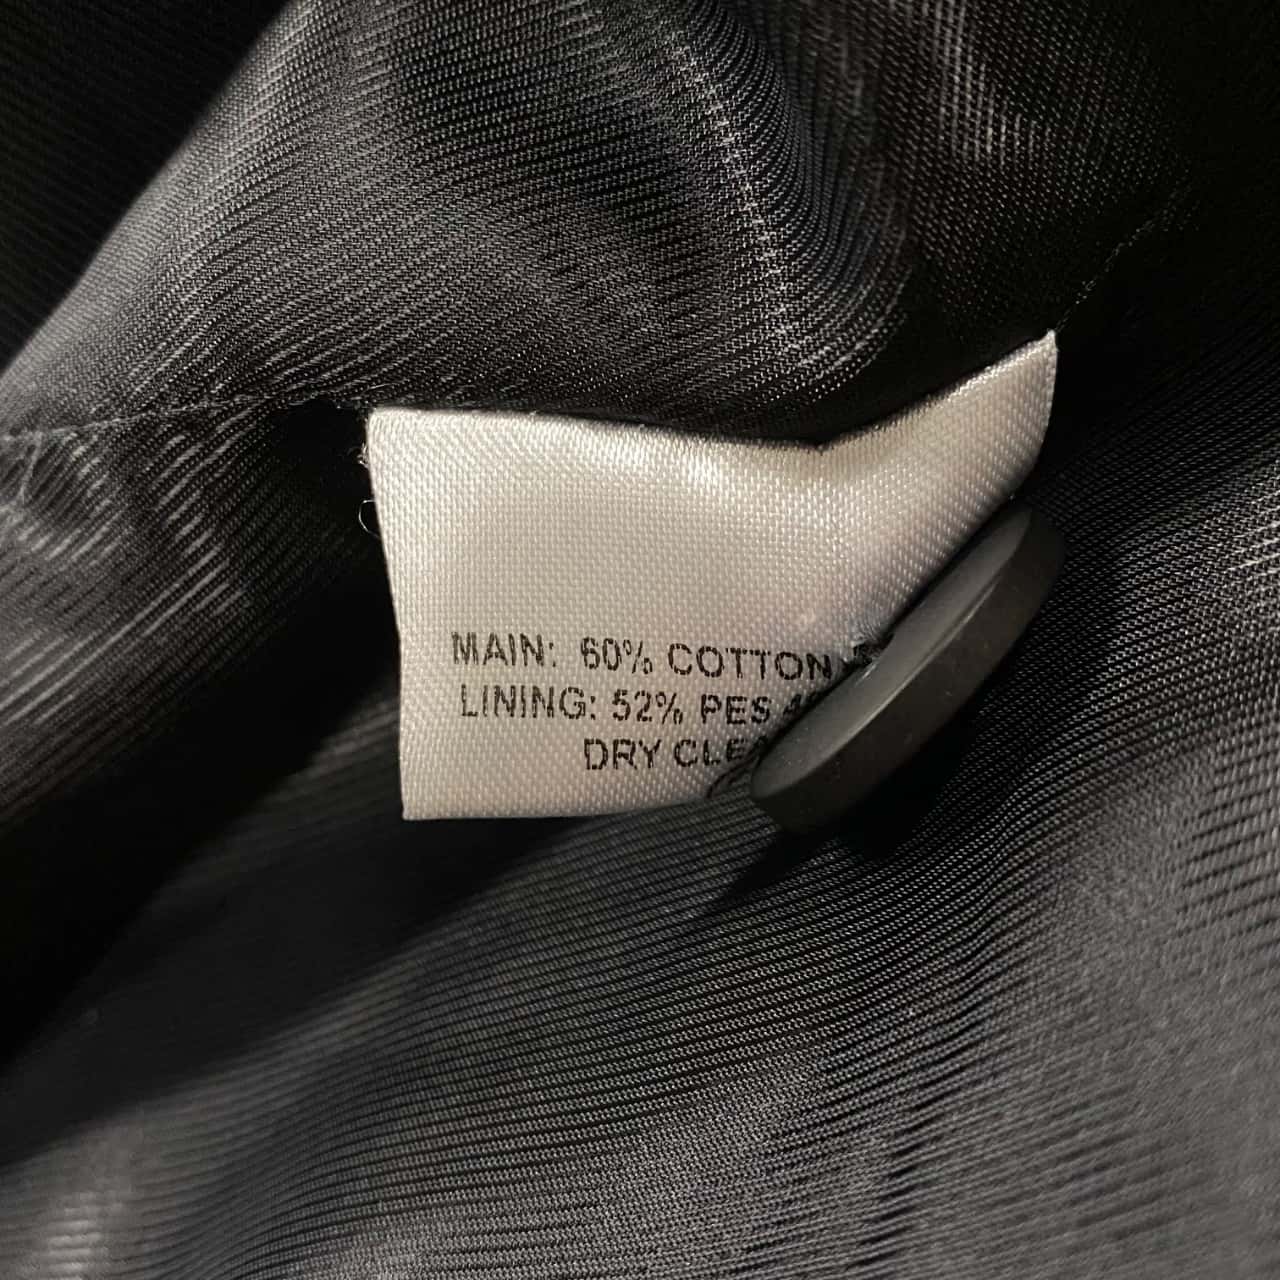 MAIN: 60% COTTON
LINING: 52% PES
DRY